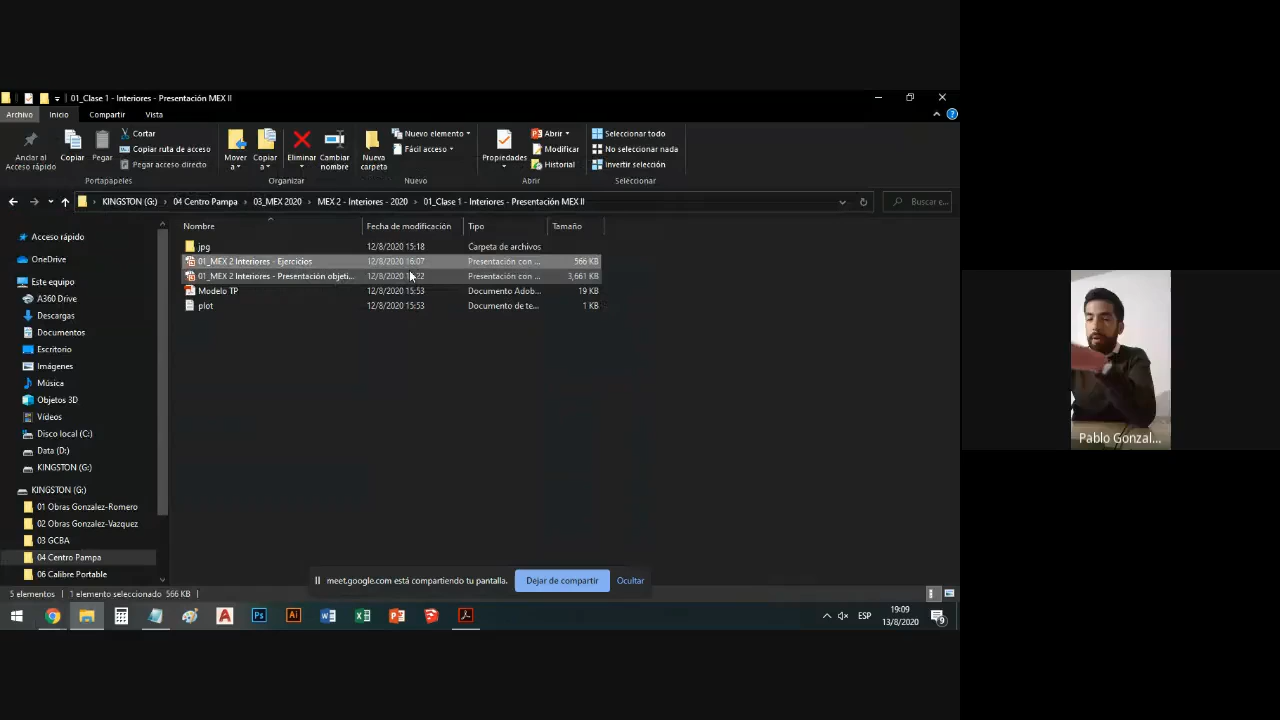 01_Clase 1 - Interiores - Presentación MEX II
Archivo Inicio Compartir Vista
Anclar al Acceso rápido
Copiar
Pegar
Cortar
Copiar ruta de acceso
Pegar acceso directo
Portapapeles
Mover a
Copiar a
Eliminar
Cambiar nombre
Organizar
Nueva carpeta
Nuevo elemento
Fácil acceso
Nuevo
Propiedades
Abrir
Modificar
Historial
Abrir
Seleccionar todo
No seleccionar nada
Invertir selección
Seleccionar
KINGSTON (G:) 04 Centro Pampa 03_MEX 2020 MEX 2 - Interiores - 2020 01_Clase 1 - Interiores - Presentación MEX II
Buscar e...
Nombre Fecha de modificación Tipo Tamaño
jpg 12/8/2020 15:18 Carpeta de archivos
01_MEX 2 Interiores - Ejercicios 12/8/2020 16:07 Presentación con ... 566 KB
01_MEX 2 Interiores - Presentación objeti... 12/8/2020 :22 Presentación con ... 3,661 KB
Modelo TP 12/8/2020 15:53 Documento Adob... 19 KB
plot 12/8/2020 15:53 Documento de te... 1 KB
Acceso rápido
OneDrive
Este equipo
A360 Drive
Descargas
Documentos
Escritorio
Imágenes
Música
Objetos 3D
Vídeos
Disco local (C:)
Data (D:)
KINGSTON (G:)
KINGSTON (G:)
01 Obras Gonzalez-Romero
02 Obras Gonzalez-Vazquez
03 GCBA
04 Centro Pampa
06 Calibre Portable
Pablo Gonzal...
meet.google.com está compartiendo tu pantalla. Dejar de compartir Ocultar
5 elementos 1 elemento seleccionado 566 KB
ESP
19:09
13/8/2020
9